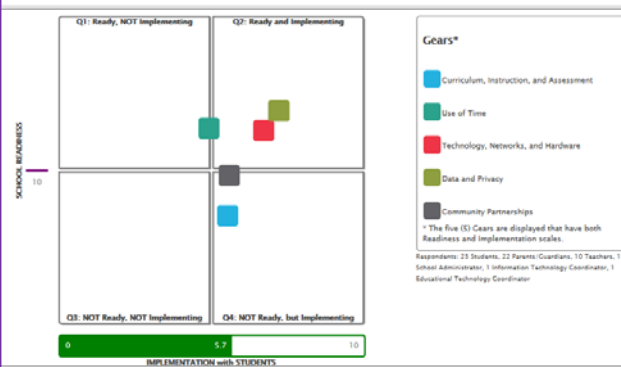 Q1: Ready, NOT Implementing
Q2: Ready and Implementing
SCHOOL READINESS
10
Q3: NOT Ready, NOT Implementing
Q4: NOT Ready, but Implementing
0
5.7
10
IMPLEMENTATION with STUDENTS
Gears*
Curriculum, Instruction, and Assessment
Use of Time
Technology, Networks, and Hardware
Data and Privacy
Community Partnerships
* The five (5) Gears are displayed that have both
Readiness and Implementation scales.
Respondents: 25 Students, 22 Parents/Guardians, 10 Teachers, 1
School Administrator, 1 Information Technology Coordinator, 1
Educational Technology Coordinator